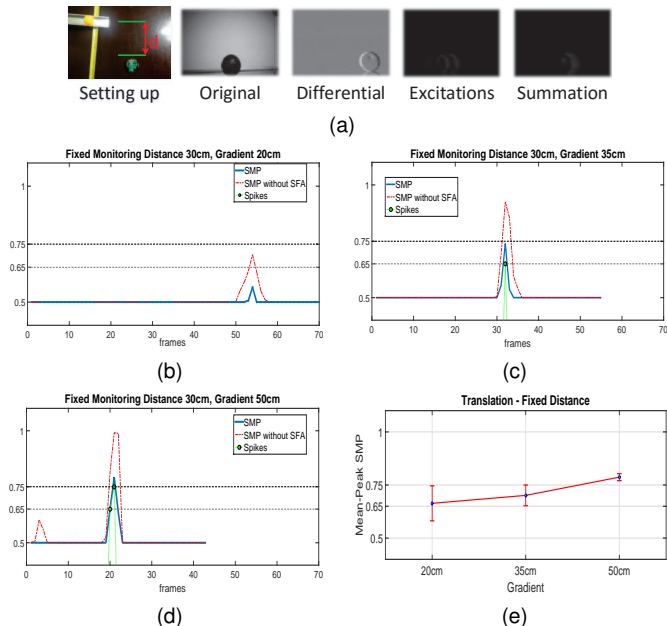 d
Setting up Original Differential Excitations Summation
(a)
Fixed Monitoring Distance 30cm, Gradient 20cm
1
0.75
0.65
0.5
SMP
SMP without SFA
Spikes
0 10 20 30 40 50 60 70
frames
(b)
Fixed Monitoring Distance 30cm, Gradient 35cm
1
0.75
0.65
0.5
SMP
SMP without SFA
Spikes
0 10 20 30 40 50 60 70
frames
(c)
Fixed Monitoring Distance 30cm, Gradient 50cm
1
0.75
0.65
0.5
SMP
SMP without SFA
Spikes
0 10 20 30 40 50 60 70
frames
(d)
Translation - Fixed Distance
Mean-Peak SMP
1
0.75
0.65
0.5
20cm 35cm 50cm
Gradient
(e)